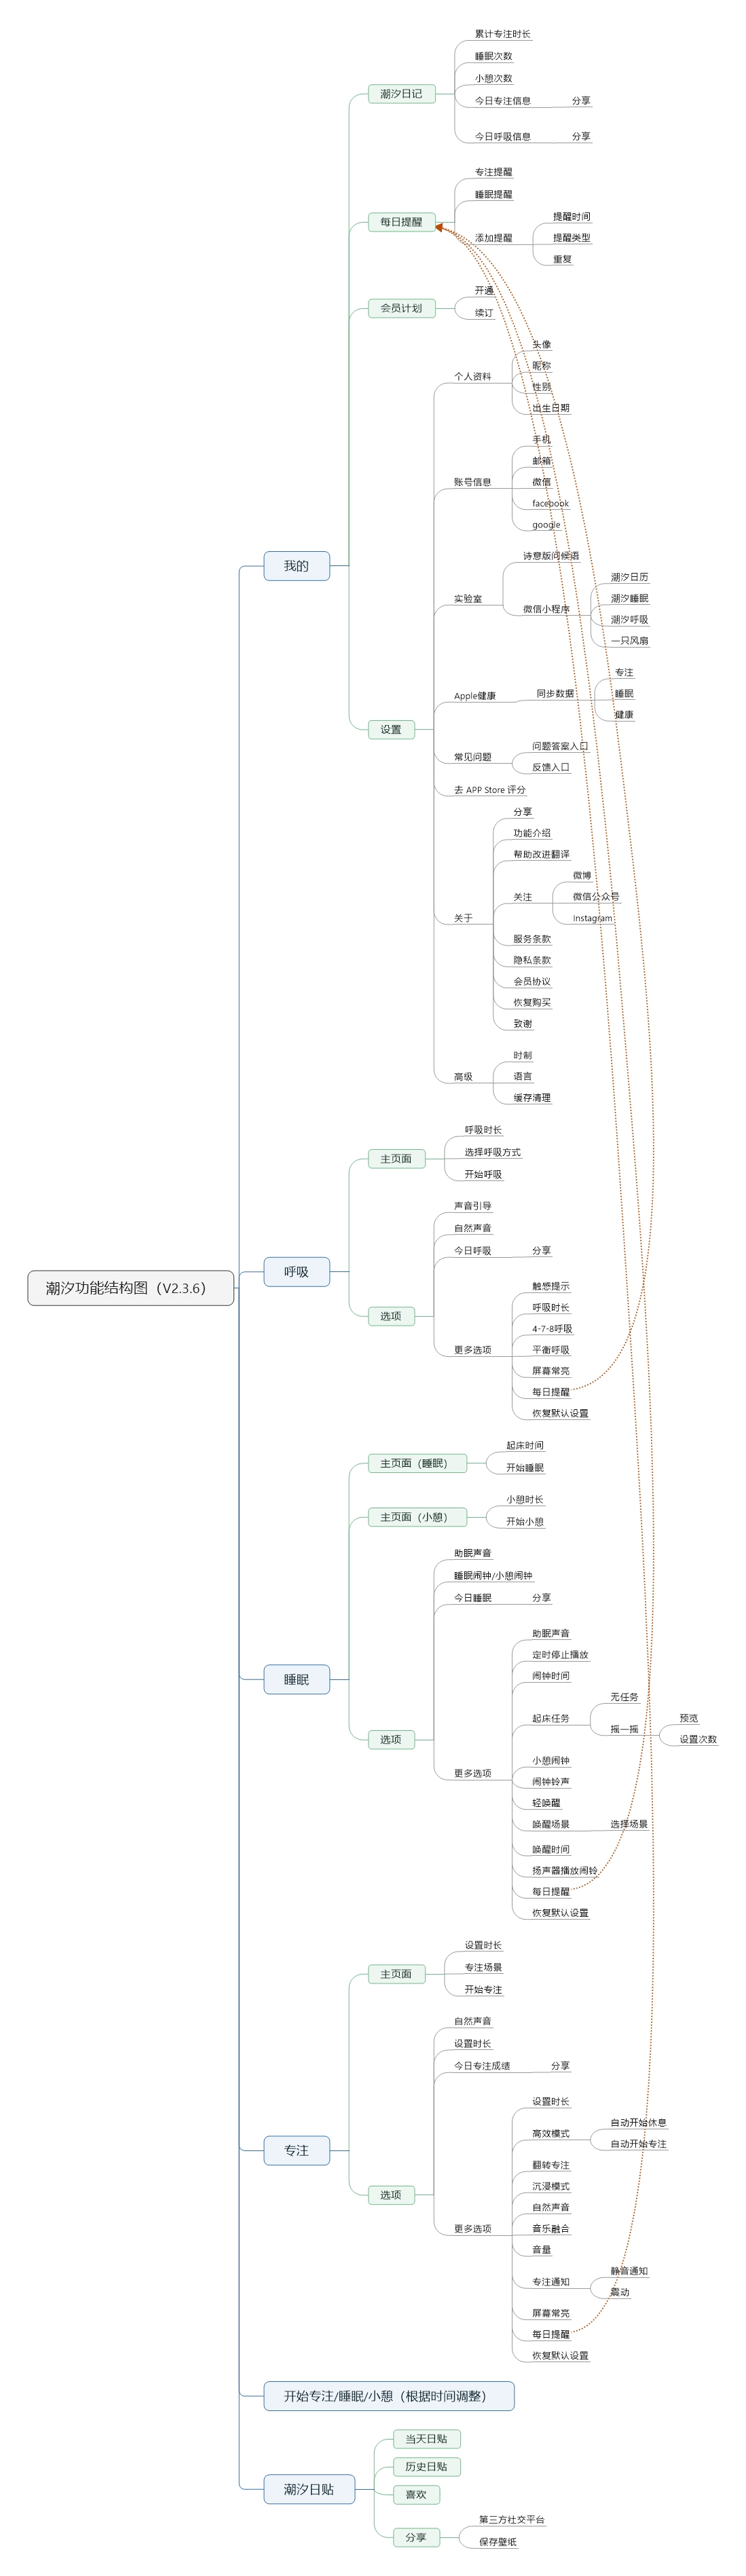 潮汐功能结构图（V2.3.6）
我的
潮汐日记
累计专注时长
睡眠次数
小憩次数
今日专注信息
分享
今日呼吸信息
分享
每日提醒
专注提醒
睡眠提醒
添加提醒
提醒时间
提醒类型
重复
会员计划
开通
续订
设置
个人资料
头像
昵称
性别
出生日期
账号信息
手机
邮箱
微信
facebook
google
实验室
诗意版问候语
微信小程序
潮汐日历
潮汐睡眠
潮汐呼吸
一只风扇
Apple健康
同步数据
专注
睡眠
健康
常见问题
问题答案入口
反馈入口
去 APP Store 评分
关于
分享
功能介绍
帮助改进翻译
关注
微博
微信公众号
Instagram
服务条款
隐私条款
会员协议
恢复购买
致谢
高级
时制
语言
缓存清理
呼吸
主页面
呼吸时长
选择呼吸方式
开始呼吸
选项
声音引导
自然声音
今日呼吸
分享
更多选项
触感提示
呼吸时长
4-7-8呼吸
平衡呼吸
屏幕常亮
每日提醒
恢复默认设置
睡眠
主页面（睡眠）
起床时间
开始睡眠
主页面（小憩）
小憩时长
开始小憩
选项
助眠声音
睡眠闹钟/小憩闹钟
今日睡眠
分享
更多选项
助眠声音
定时停止播放
闹钟时间
起床任务
无任务
摇一摇
预览
设置次数
小憩闹钟
闹钟铃声
轻唤醒
唤醒场景
选择场景
唤醒时间
扬声器播放闹铃
每日提醒
恢复默认设置
专注
主页面
设置时长
专注场景
开始专注
选项
自然声音
设置时长
今日专注成绩
分享
更多选项
设置时长
高效模式
自动开始休息
自动开始专注
翻转专注
沉浸模式
自然声音
音乐融合
音量
专注通知
静音通知
震动
屏幕常亮
每日提醒
恢复默认设置
开始专注/睡眠/小憩（根据时间调整）
潮汐日贴
当天日贴
历史日贴
喜欢
分享
第三方社交平台
保存壁纸